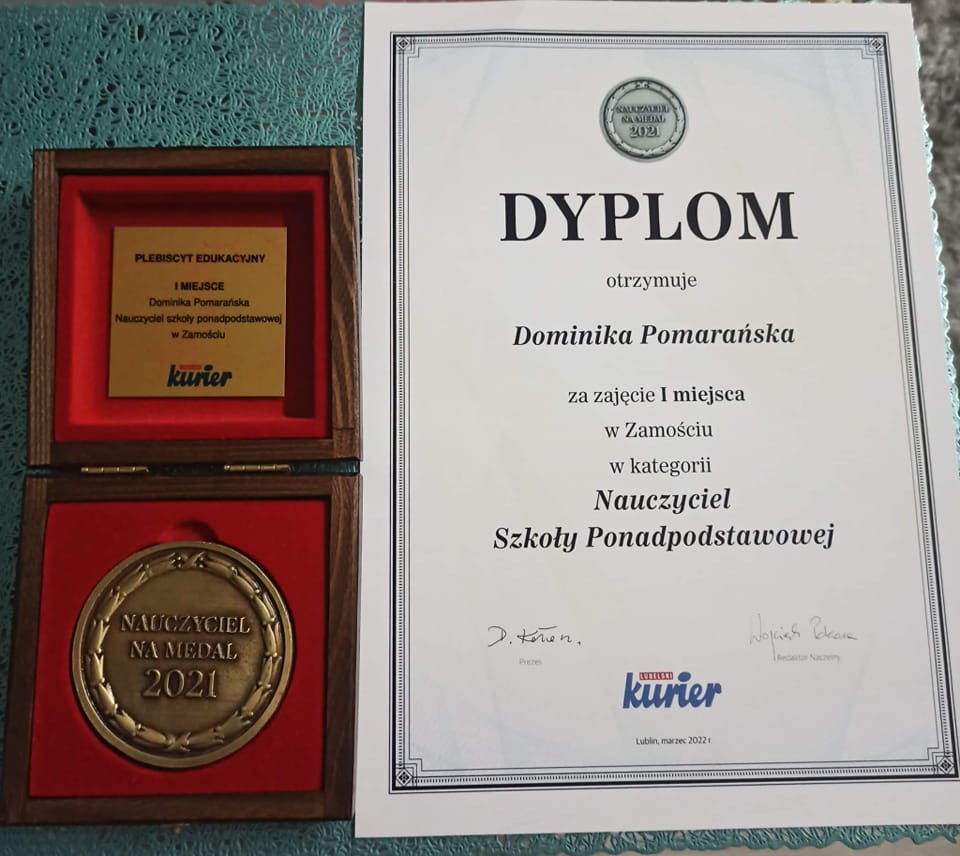 PLEBISCYT EDUKACYJNY
I MIEJSCE
Dominika Pomarańska
Nauczyciel szkoły ponadpodstawowej
w Zamościu
kurier
NAUCZYCIEL
NA MEDAL
2021
NAUCZYCIEL
NA MEDAL
2021
DYPLOM
otrzymuje
Dominika Pomarańska
za zajęcie I miejsca
w Zamościu
w kategorii
Nauczyciel
Szkoły Ponadpodstawowej
Prezes
Redaktor Naczelny
LUBELSKI
kurier
Lublin, marzec 2022 r.